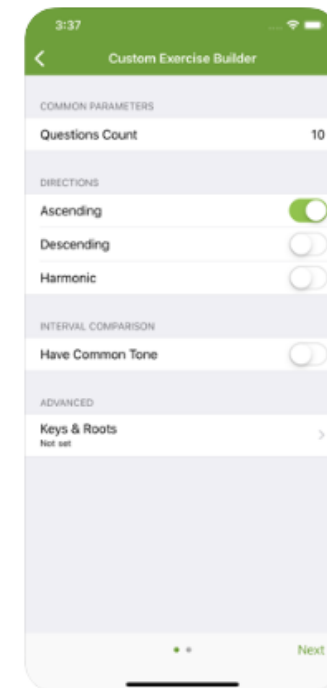 3:37
Custom Exercise Builder
COMMON PARAMETERS
Questions Count 10
DIRECTIONS
Ascending
Descending
Harmonic
INTERVAL COMPARISON
Have Common Tone
ADVANCED
Keys & Roots
Not set
Next